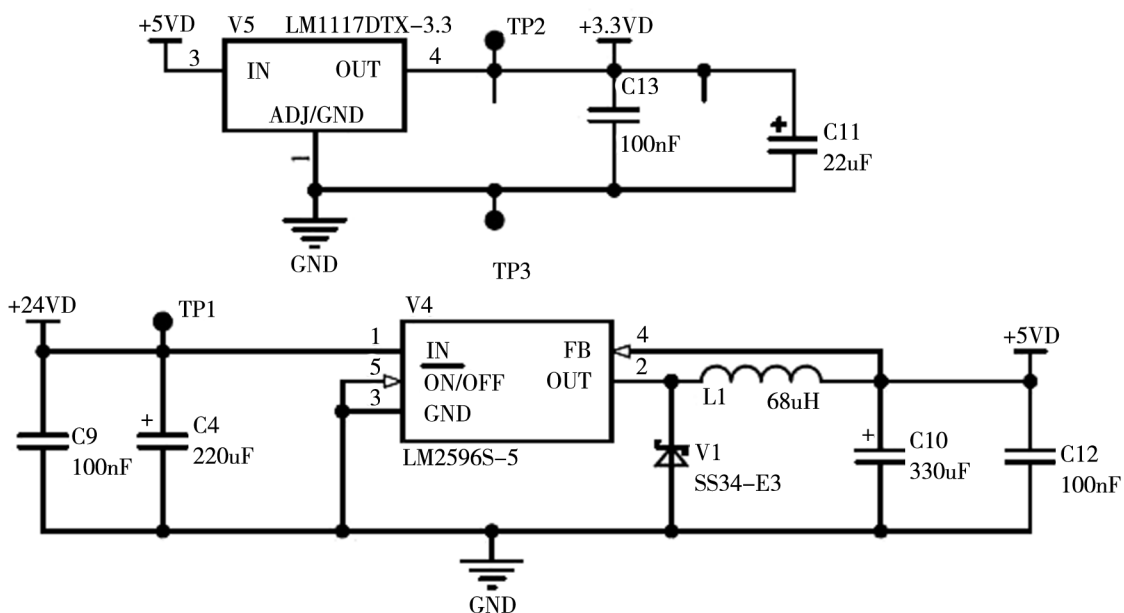 +5VD
V5
LM1117DTX-3.3
TP2
+3.3VD
3
IN
OUT
4
ADJ/GND
1
C13
100nF
+
C11
22uF
GND
TP3
+24VD
TP1
V4
+5VD
1
IN
FB
4
5
ON/OFF
OUT
2
3
GND
L1
68uH
C9
100nF
+
C4
220uF
LM2596S-5
V1
SS34-E3
+
C10
330uF
C12
100nF
GND